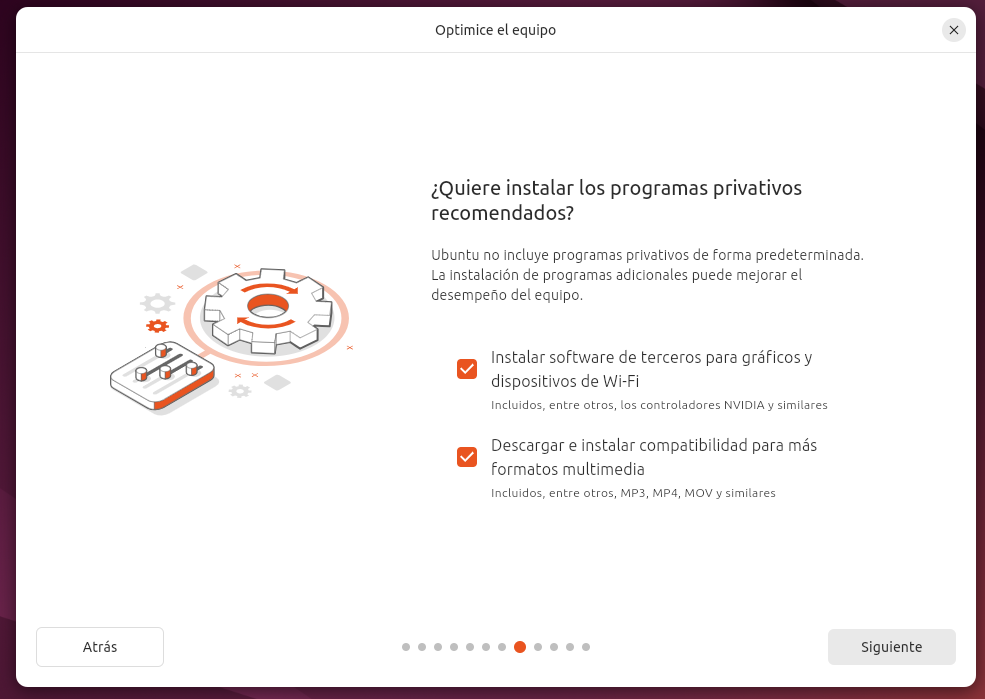 Optimice el equipo
¿Quiere instalar los programas privativos
recomendados?
Ubuntu no incluye programas privativos de forma predeterminada.
La instalación de programas adicionales puede mejorar el
desempeño del equipo.
Instalar software de terceros para gráficos y
dispositivos de Wi-Fi
Incluidos, entre otros, los controladores NVIDIA y similares
Descargar e instalar compatibilidad para más
formatos multimedia
Incluidos, entre otros, MP3, MP4, MOV y similares
Atrás
Siguiente